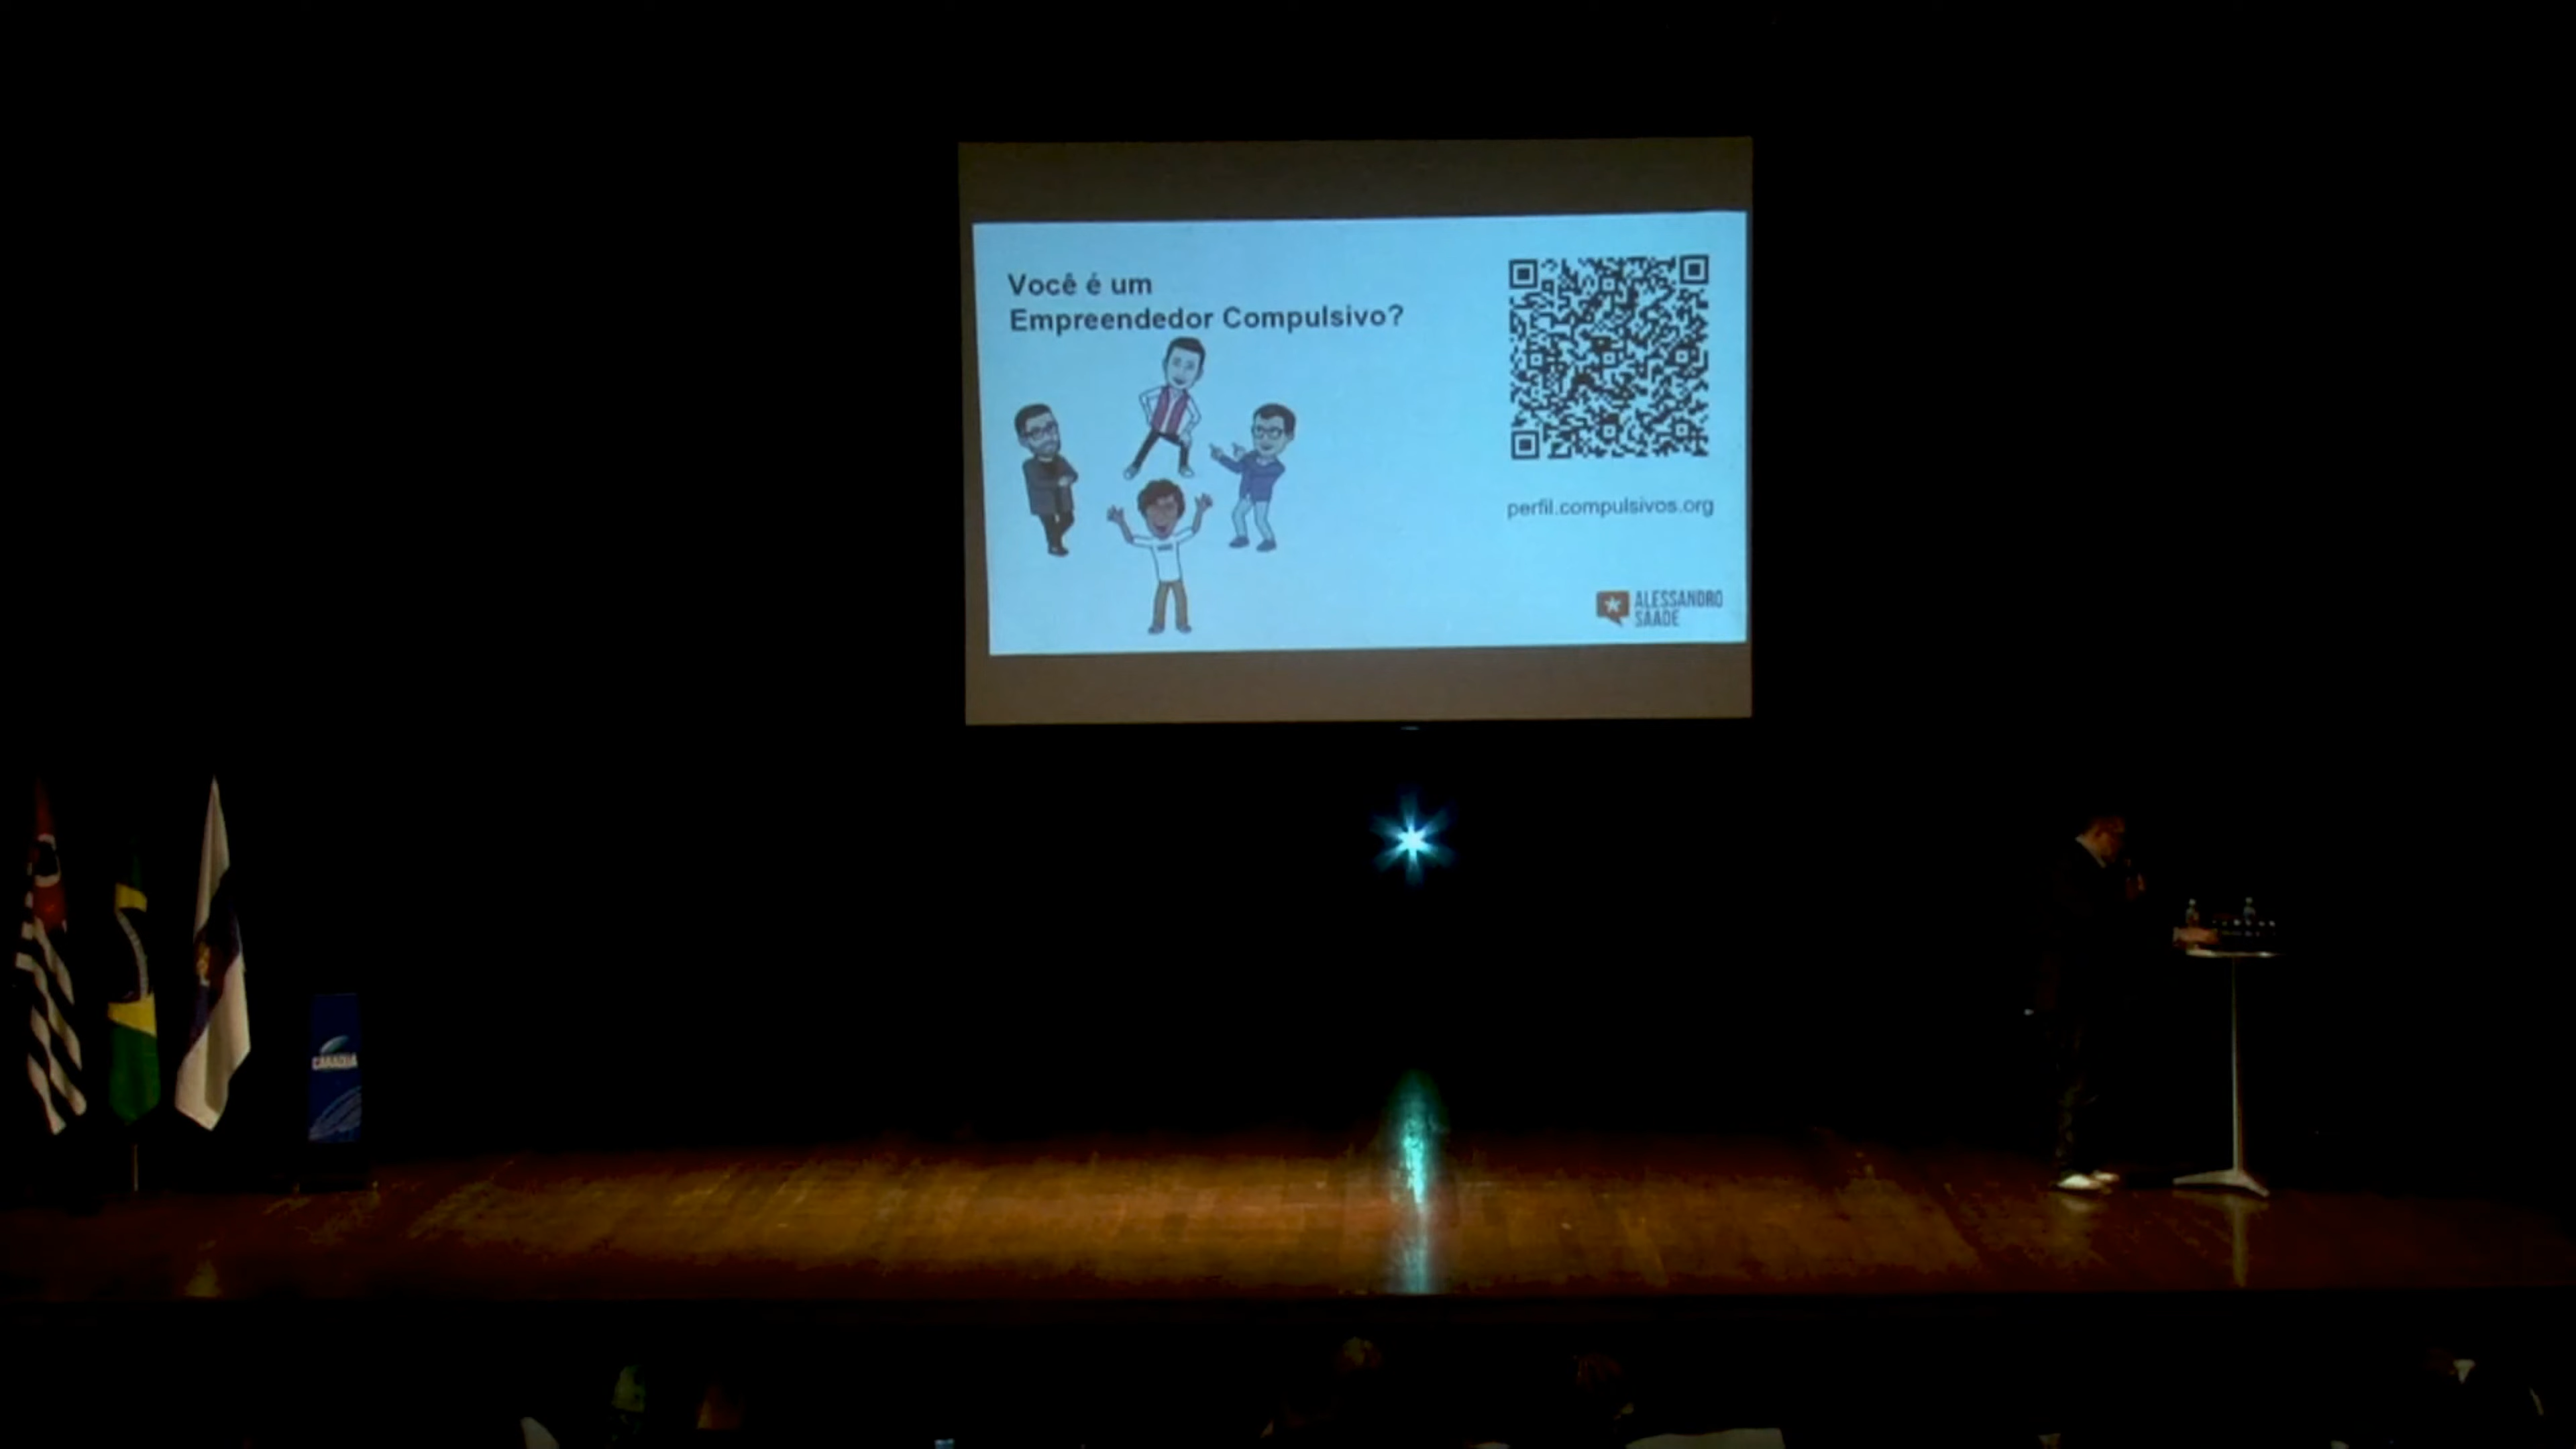 Você é um
Empreendedor Compulsivo?
perfil.compulsivos.org
ALESSANDRO
SAADE